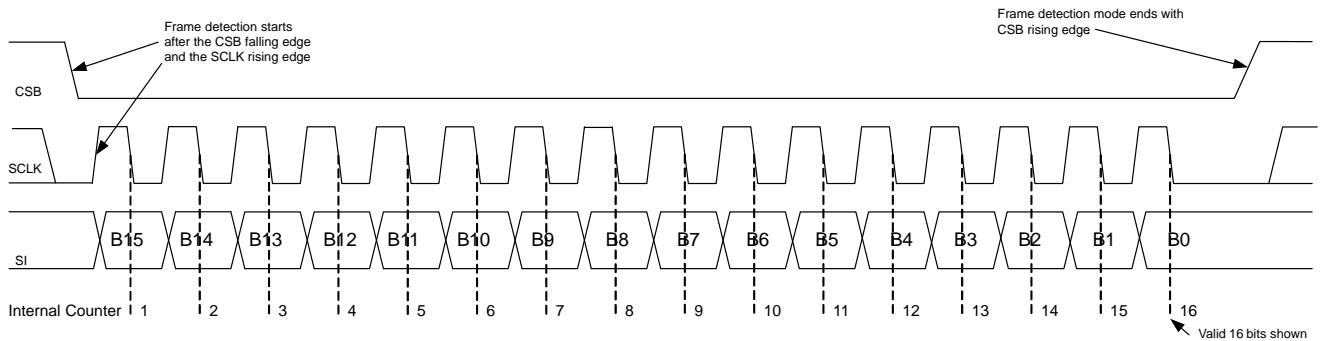 Frame detection starts
after the CSB falling edge
and the SCLK rising edge
Frame detection mode ends with
CSB rising edge
CSB
SCLK
SI
B15 B14 B13 B12 B11 B10 B9 B8 B7 B6 B5 B4 B3 B2 B1 B0
Internal Counter 1 2 3 4 5 6 7 8 9 10 11 12 13 14 15 16
Valid 16 bits shown